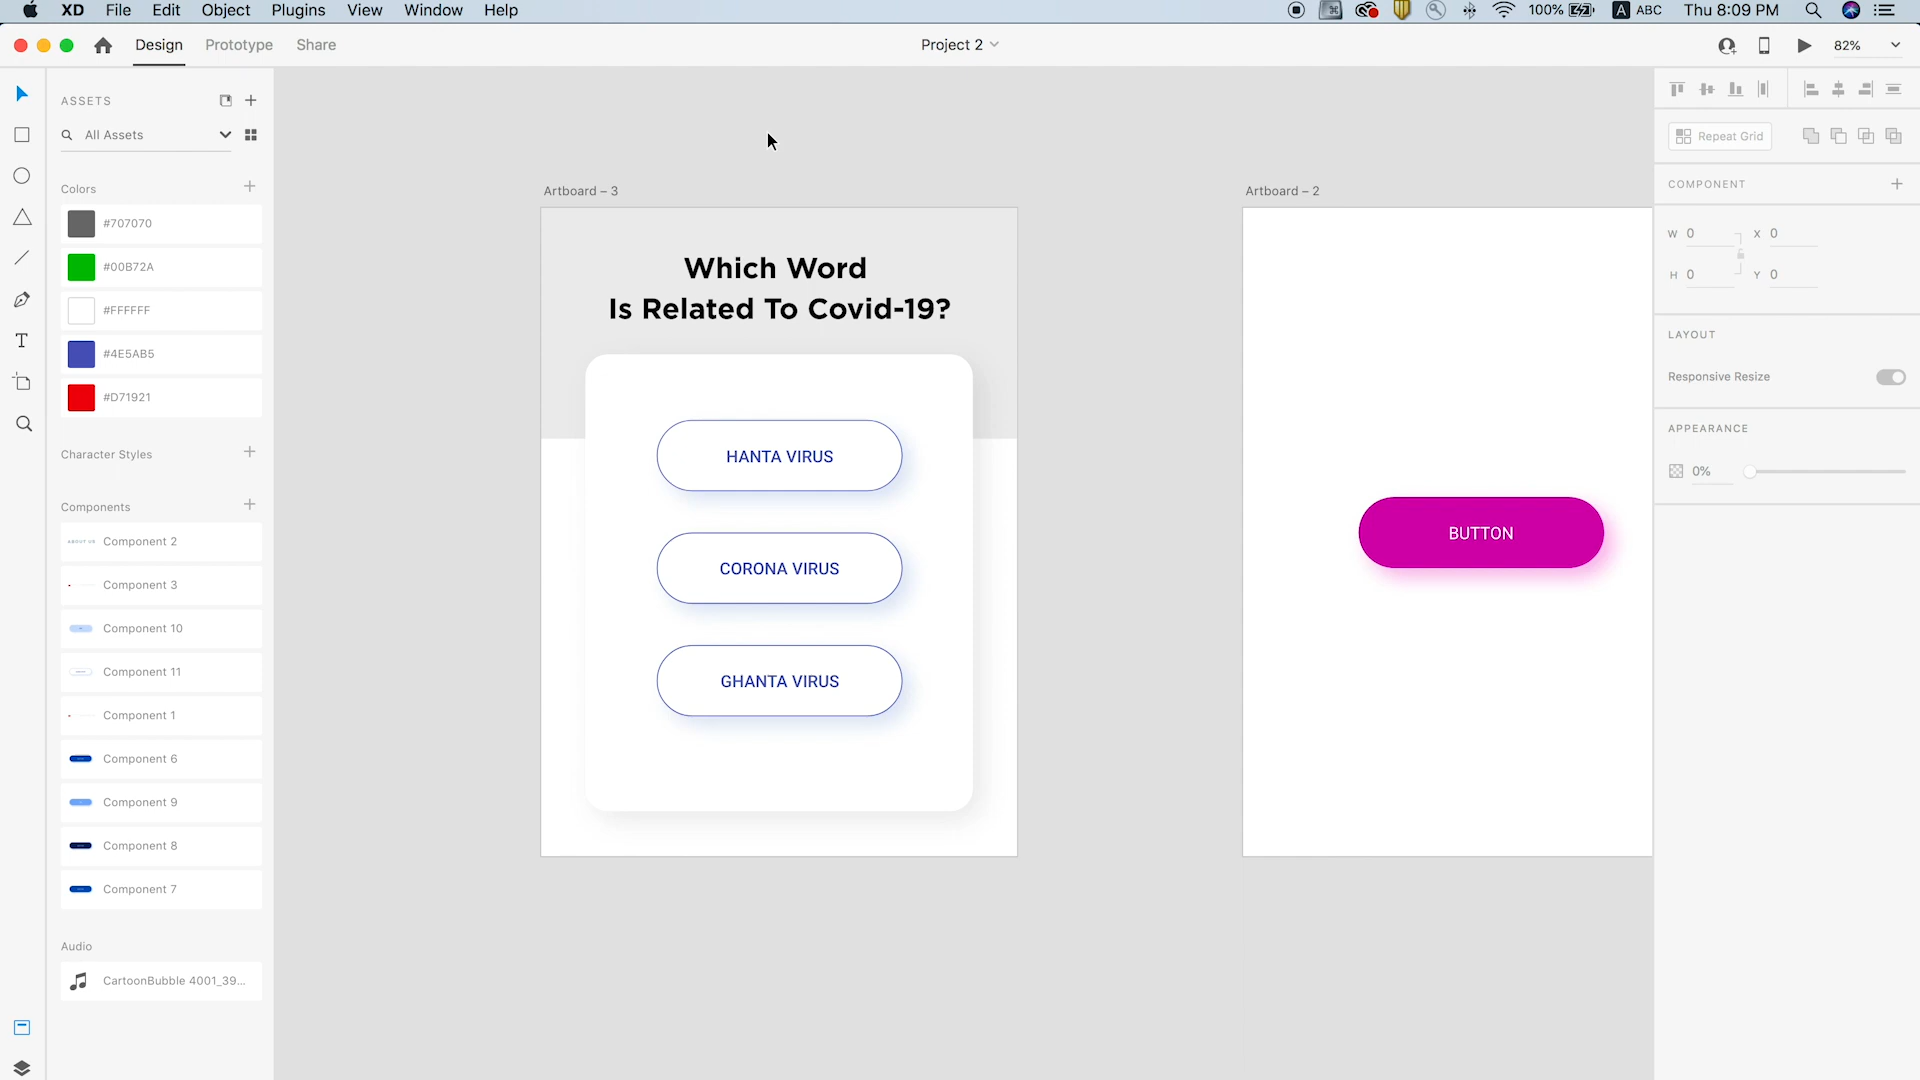 XD File Edit Object Plugins View Window Help
100% A ABC Thu 8:09 PM
Design Prototype Share
Project 2
82%
ASSETS
All Assets
Colors
#707070
#00B72A
#FFFFFF
#4E5AB5
#D71921
Character Styles
Components
ABOUT US Component 2
Component 3
Component 10
Component 11
Component 1
Component 6
Component 9
Component 8
Component 7
Audio
CartoonBubble 4001_39...
Artboard – 3
Which Word
Is Related To Covid-19?
HANTA VIRUS
CORONA VIRUS
GHANTA VIRUS
Artboard – 2
BUTTON
Repeat Grid
COMPONENT
W 0 X 0
H 0 Y 0
LAYOUT
Responsive Resize
APPEARANCE
0%